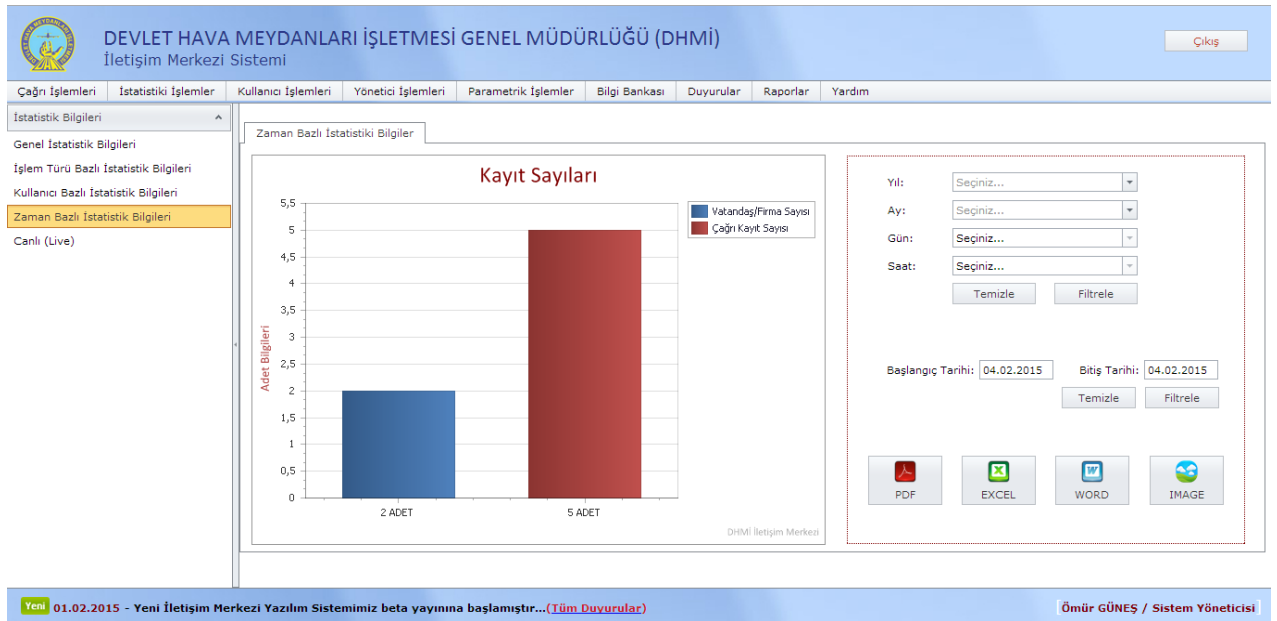 DEVLET HAVA MEYDANLARI İŞLETMESİ GENEL MÜDÜRLÜĞÜ (DHMİ)
İletişim Merkezi Sistemi
Çıkış
Çağrı İşlemleri İstatistiki İşlemler Kullanıcı İşlemleri Yönetici İşlemleri Parametrik İşlemler Bilgi Bankası Duyurular Raporlar Yardım
İstatistik Bilgileri
Genel İstatistik Bilgileri
İşlem Türü Bazlı İstatistik Bilgileri
Kullanıcı Bazlı İstatistik Bilgileri
Zaman Bazlı İstatistik Bilgileri
Canlı (Live)
Zaman Bazlı İstatistiki Bilgiler
Kayıt Sayıları
Adet Bilgileri
5,5
5
4,5
4
3,5
3
2,5
2
1,5
1
0,5
0
2 ADET 5 ADET
Vatandaş/Firma Sayısı
Çağrı Kayıt Sayısı
DHMİ İletişim Merkezi
Yıl: Seçiniz...
Ay: Seçiniz...
Gün: Seçiniz...
Saat: Seçiniz...
Temizle Filtrele
Başlangıç Tarihi: 04.02.2015 Bitiş Tarihi: 04.02.2015
Temizle Filtrele
PDF EXCEL WORD IMAGE
Yeni 01.02.2015 - Yeni İletişim Merkezi Yazılım Sistemimiz beta yayınına başlamıştır...(Tüm Duyurular)
[Ömür GÜNEŞ / Sistem Yöneticisi]